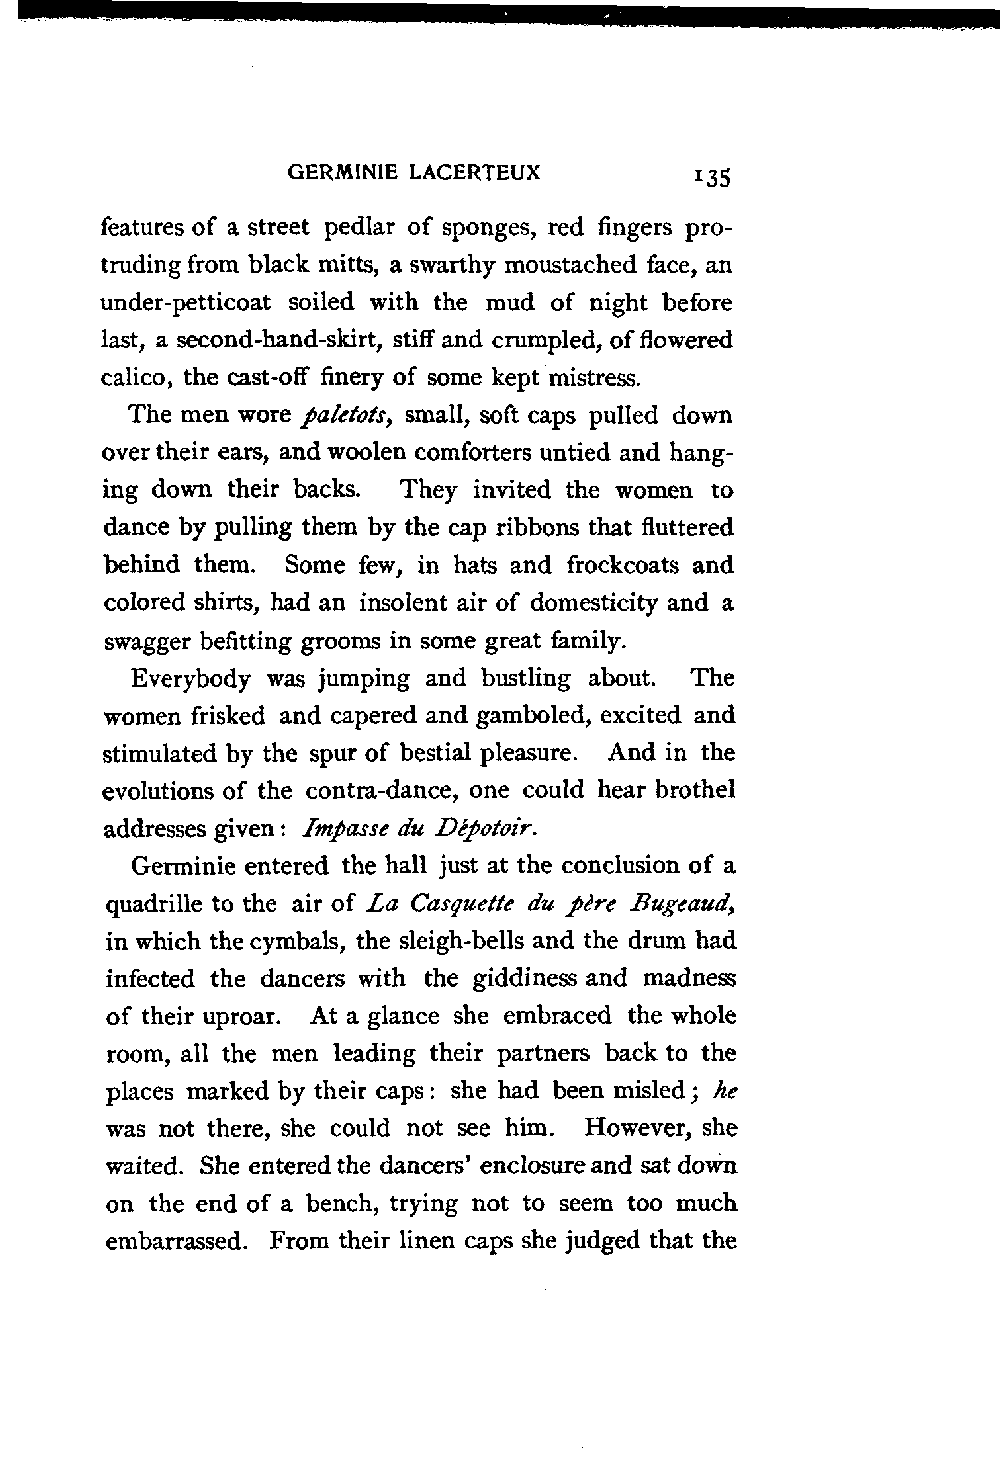 GERMINIE LACERTEUX 135
features of a street pedlar of sponges, red fingers pro-
truding from black mitts, a swarthy moustached face, an
under-petticoat soiled with the mud of night before
last, a second-hand-skirt, stiff and crumpled, of flowered
calico, the cast-off finery of some kept mistress.
The men wore paletots, small, soft caps pulled down
over their ears, and woolen comforters untied and hang-
ing down their backs. They invited the women to
dance by pulling them by the cap ribbons that fluttered
behind them. Some few, in hats and frockcoats and
colored shirts, had an insolent air of domesticity and a
swagger befitting grooms in some great family.
Everybody was jumping and bustling about. The
women frisked and capered and gamboled, excited and
stimulated by the spur of bestial pleasure. And in the
evolutions of the contra-dance, one could hear brothel
addresses given: Impasse du Dépotoir.
Germinie entered the hall just at the conclusion of a
quadrille to the air of La Casquette du père Bugeaud,
in which the cymbals, the sleigh-bells and the drum had
infected the dancers with the giddiness and madness
of their uproar. At a glance she embraced the whole
room, all the men leading their partners back to the
places marked by their caps: she had been misled; he
was not there, she could not see him. However, she
waited. She entered the dancers' enclosure and sat down
on the end of a bench, trying not to seem too much
embarrassed. From their linen caps she judged that the